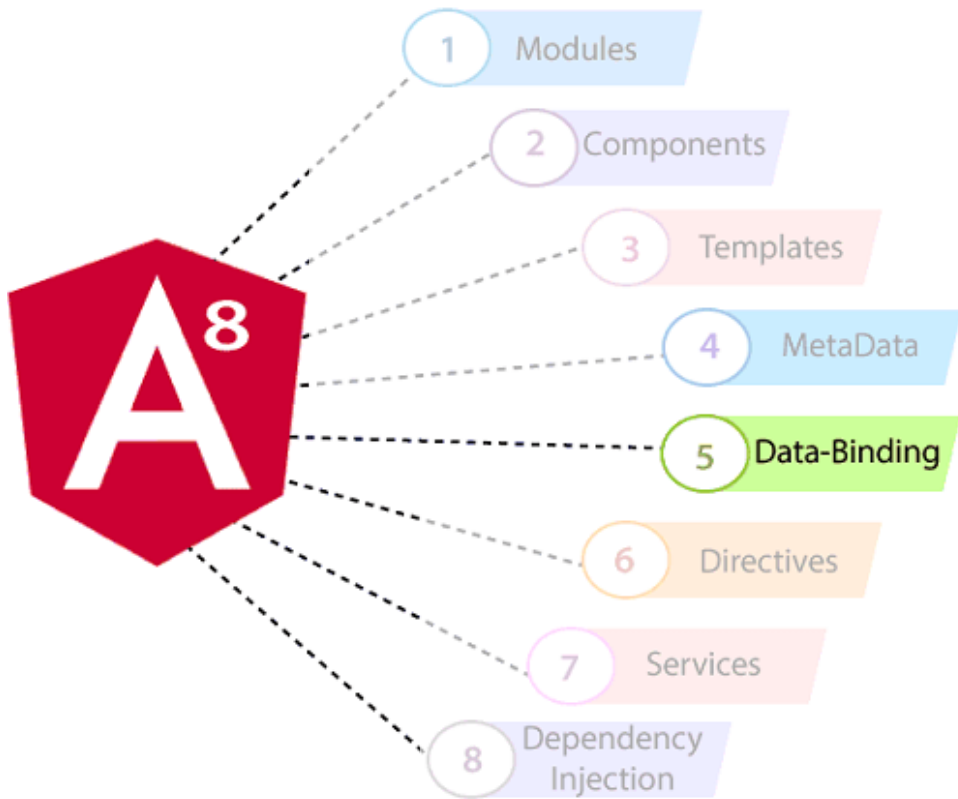 1 Modules
2 Components
3 Templates
A 8
4 MetaData
5 Data-Binding
6 Directives
7 Services
8 Dependency
Injection